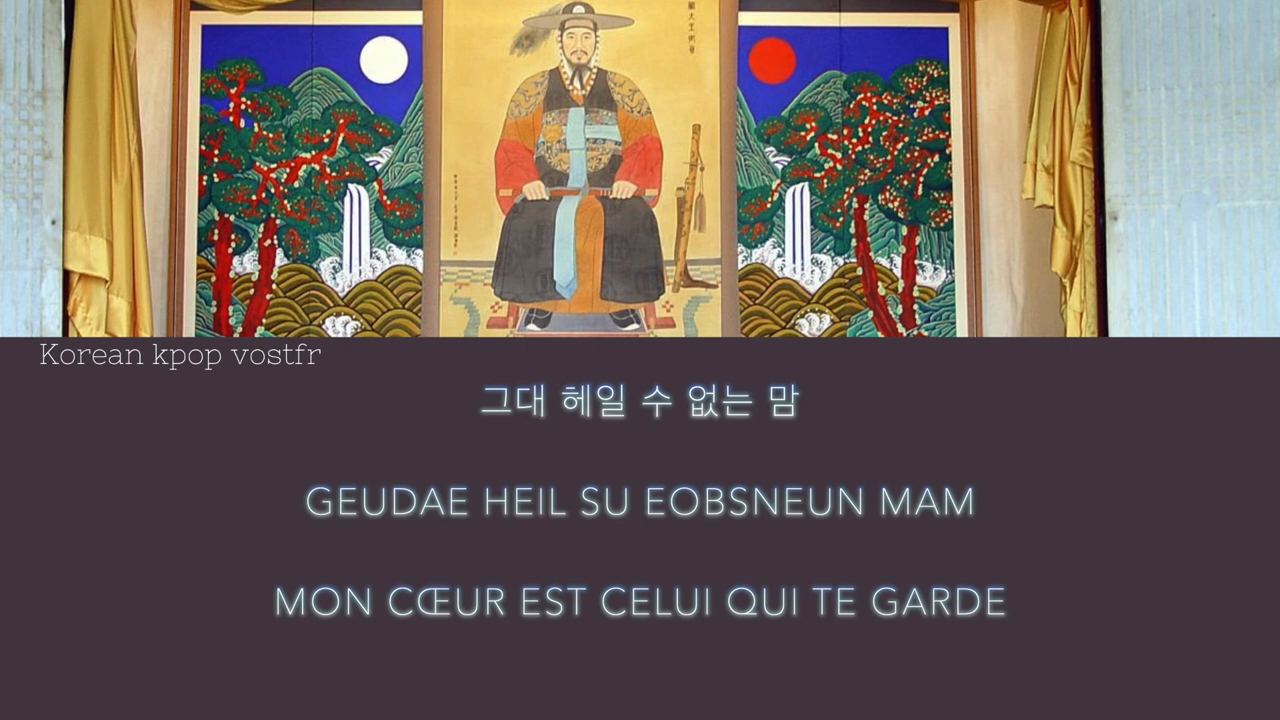 Korean kpop vostfr
그대 헤일 수 없는 맘
GEUDAE HEIL SU EOBSNEUN MAM
MON CŒUR EST CELUI QUI TE GARDE